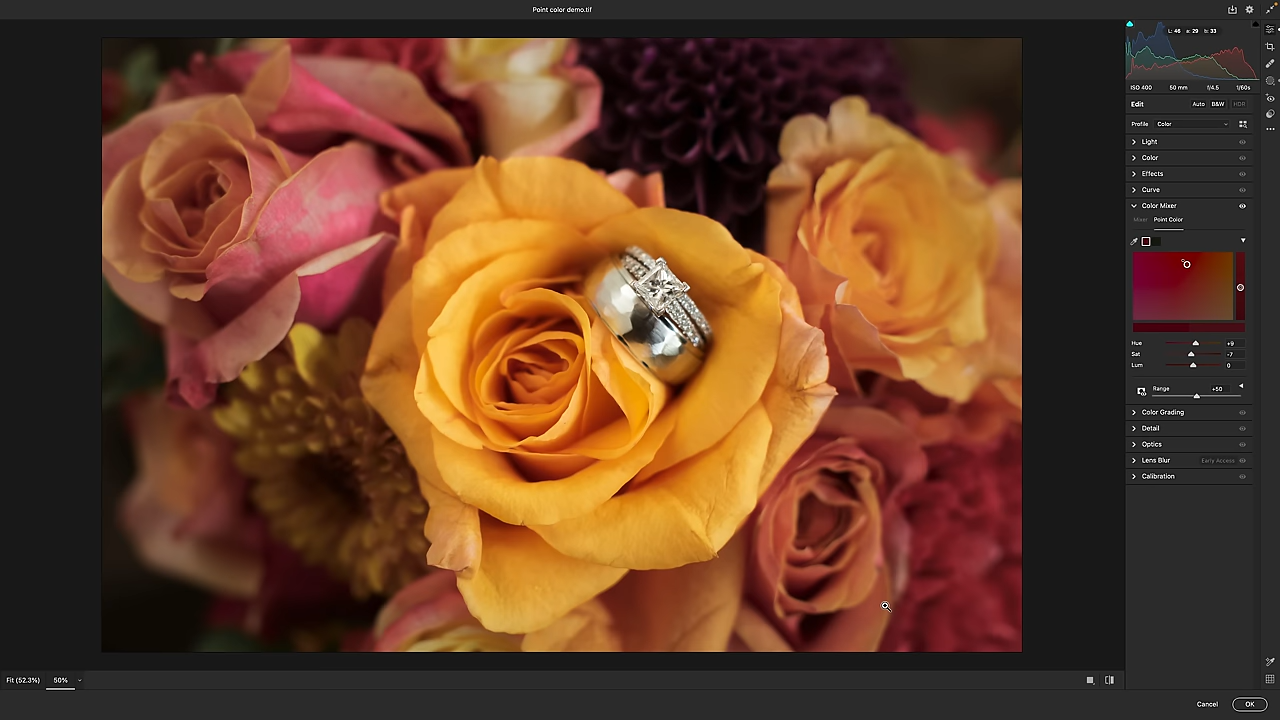 Point color demo.tif
L: 46 a: 29 b: 33
ISO 400 50 mm f/4.5 1/60s
Edit Auto B&W HDR
Profile Color
Light
Color
Effects
Curve
Color Mixer
Mixer Point Color
Hue +9
Sat -7
Lum 0
Range +50
Color Grading
Detail
Optics
Lens Blur Early Access
Calibration
Fit (52.3%) 50%
Cancel OK